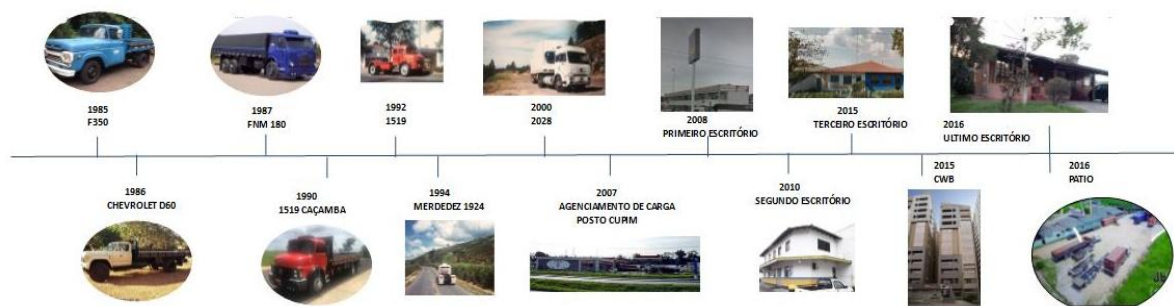 1985
F350
1987
FNM 180
1992
1519
2000
2028
2008
PRIMEIRO ESCRITÓRIO
2015
TERCEIRO ESCRITÓRIO
2016
ULTIMO ESCRITÓRIO
1986
CHEVROLET D60
1990
1519 CAÇAMBA
1994
MERDEDEZ 1924
2007
AGENCIAMENTO DE CARGA
POSTO CUPIM
2010
SEGUNDO ESCRITÓRIO
2015
CWB
2016
PATIO